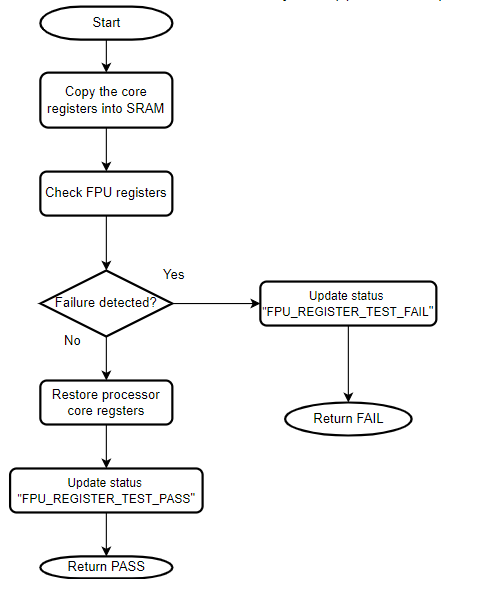 Start
Copy the core
registers into SRAM
Check FPU registers
Failure detected?
Yes
Update status
"FPU_REGISTER_TEST_FAIL"
Return FAIL
No
Restore processor
core regsters
Update status
"FPU_REGISTER_TEST_PASS"
Return PASS